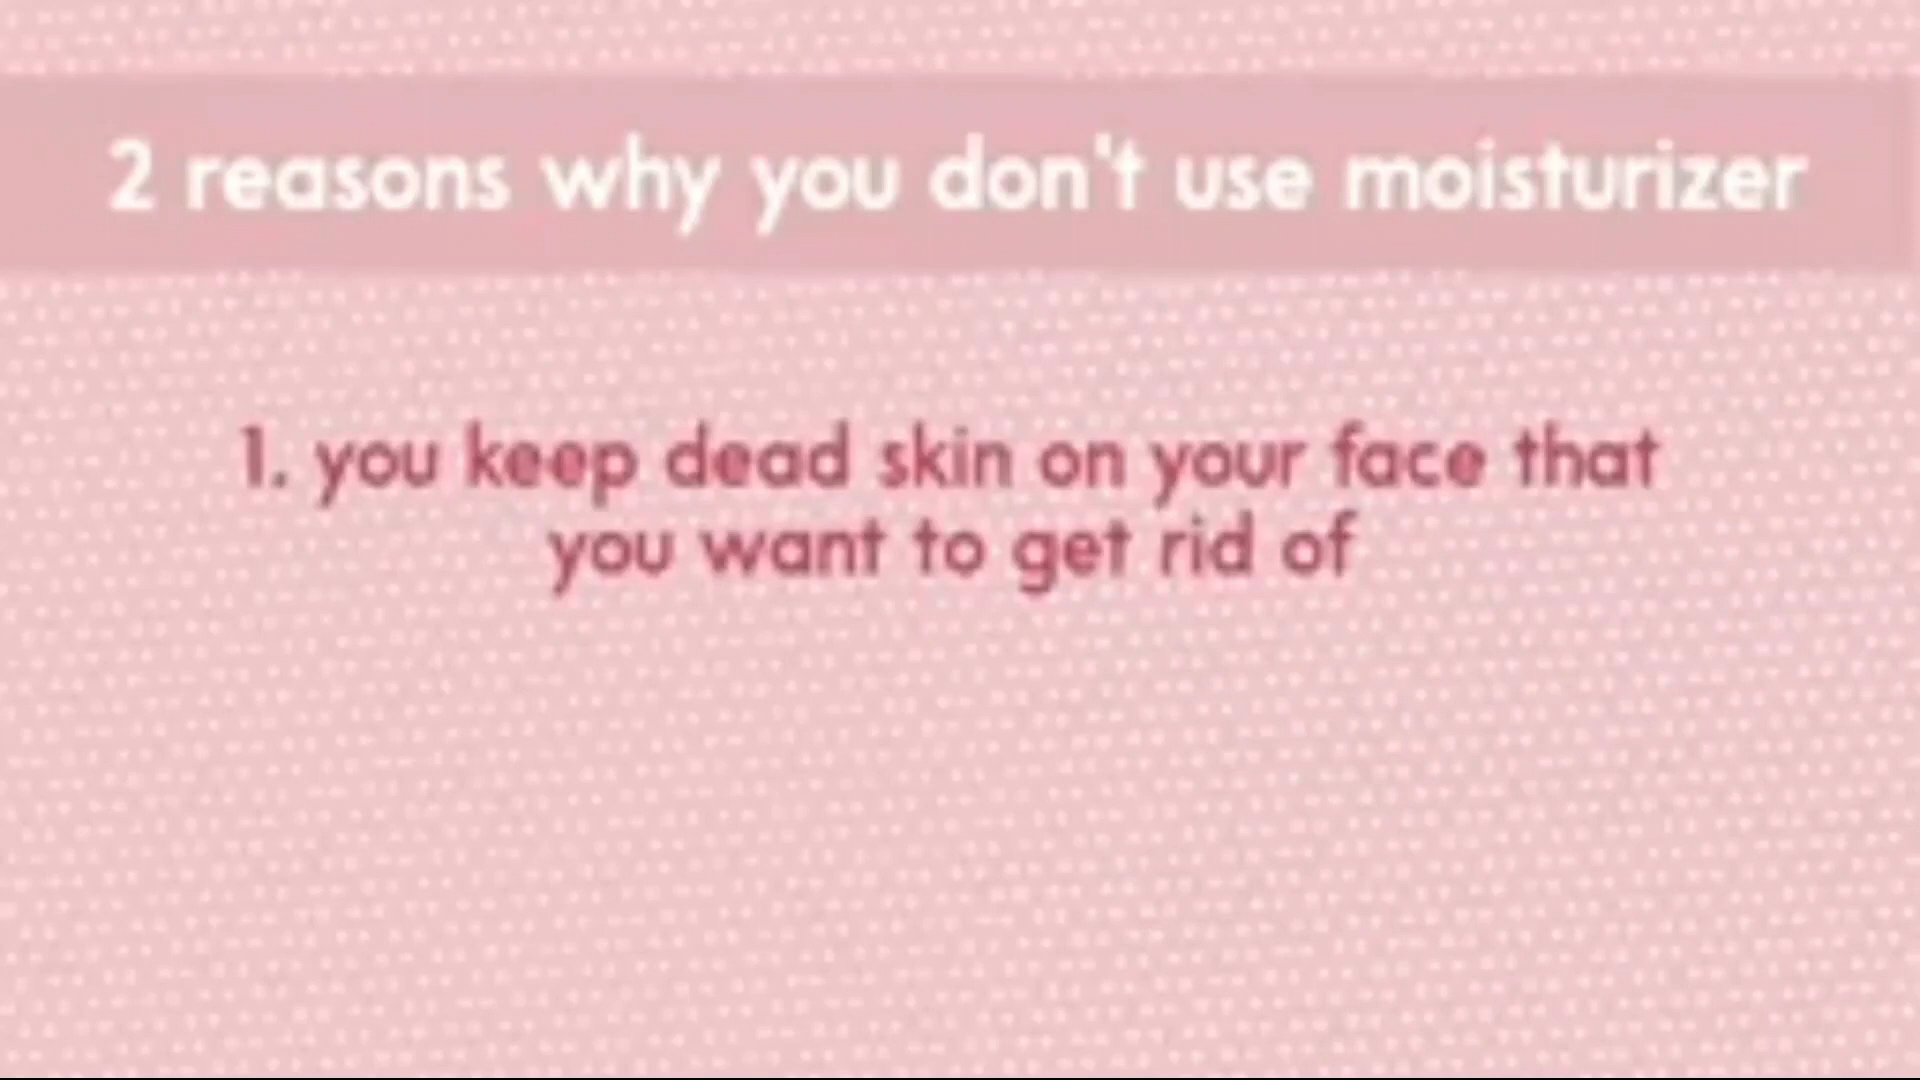 2 reasons why you don't use moisturizer
1. you keep dead skin on your face that
you want to get rid of